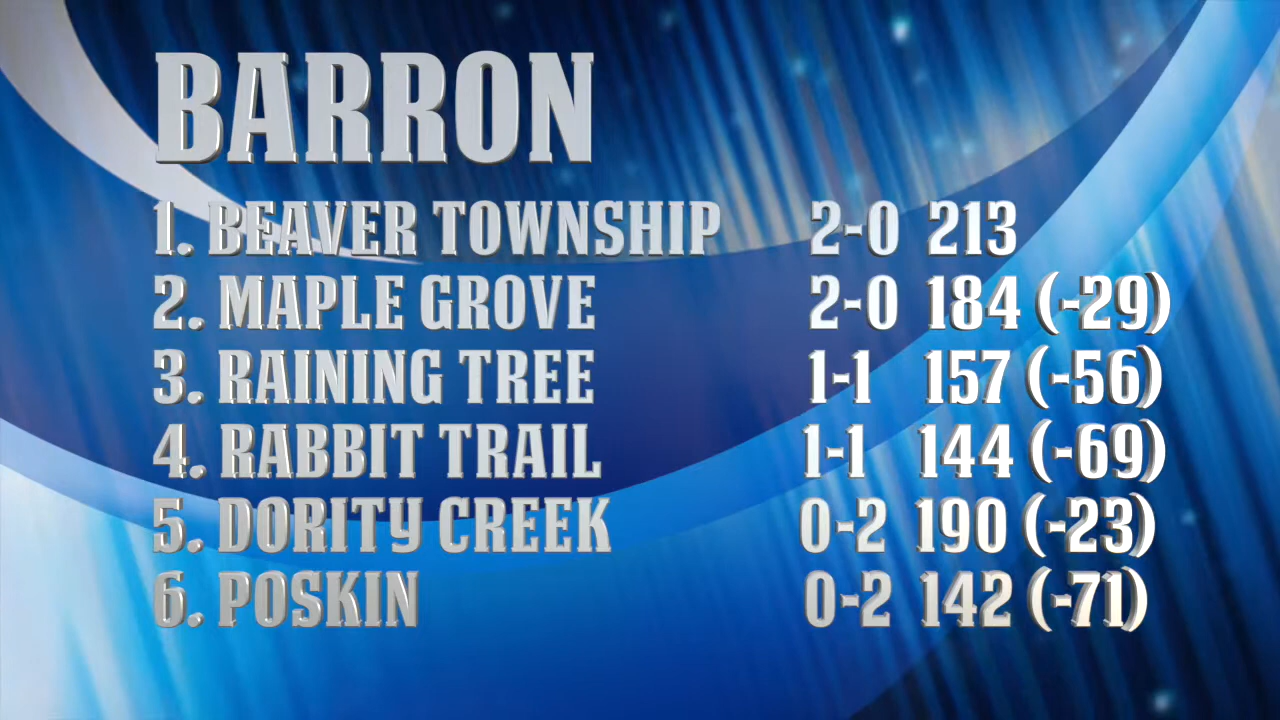 BARRON
1. BEAVER TOWNSHIP 2-0 213
2. MAPLE GROVE 2-0 184 (-29)
3. RAINING TREE 1-1 157 (-56)
4. RABBIT TRAIL 1-1 144 (-69)
5. DORITY CREEK 0-2 190 (-23)
6. POSKIN 0-2 142 (-71)